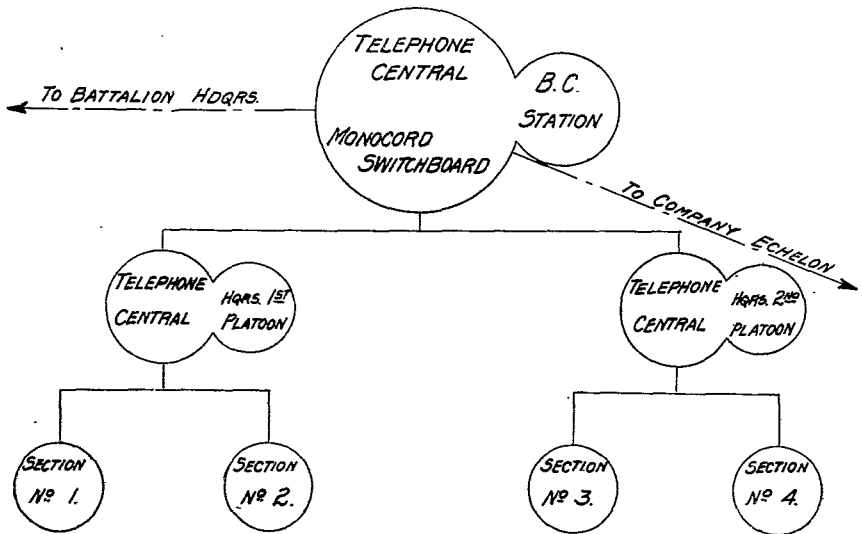 TELEPHONE
CENTRAL
MONOCORD
SWITCHBOARD
B.C.
STATION
TO BATTALION HDQRS.
TO COMPANY ECHELON
TELEPHONE
CENTRAL
HQRS. 1ST
PLATOON
TELEPHONE
CENTRAL
HQRS. 2ND
PLATOON
SECTION
Nº 1.
SECTION
Nº 2.
SECTION
Nº 3.
SECTION
Nº 4.